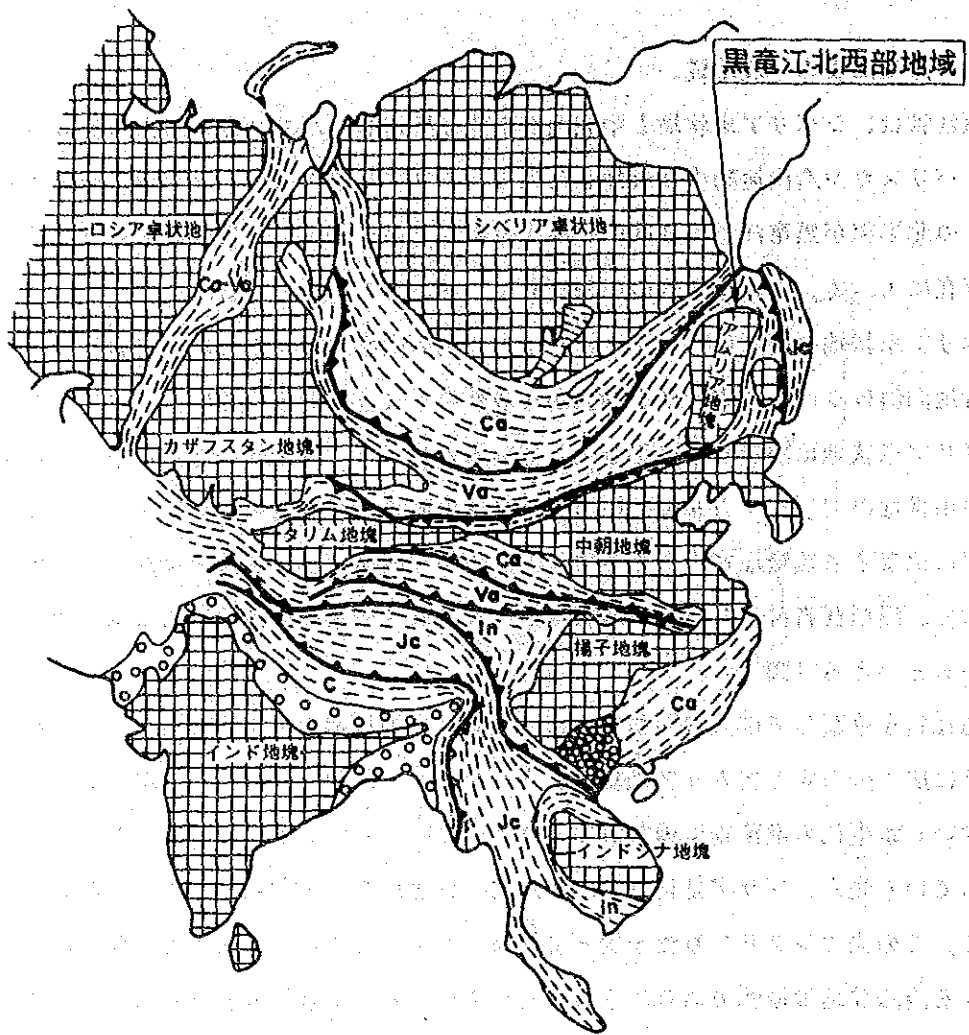 黒竜江北西部地域
ロシア卓状地
シベリア卓状地
Ca-Va
Jc
アムリア地塊
Ca
カザフスタン地塊
Va
タリム地塊
中朝地塊
Ca
Va
In
揚子地塊
Jc
C
Ca
インド地塊
Jc
インドシナ地塊
In